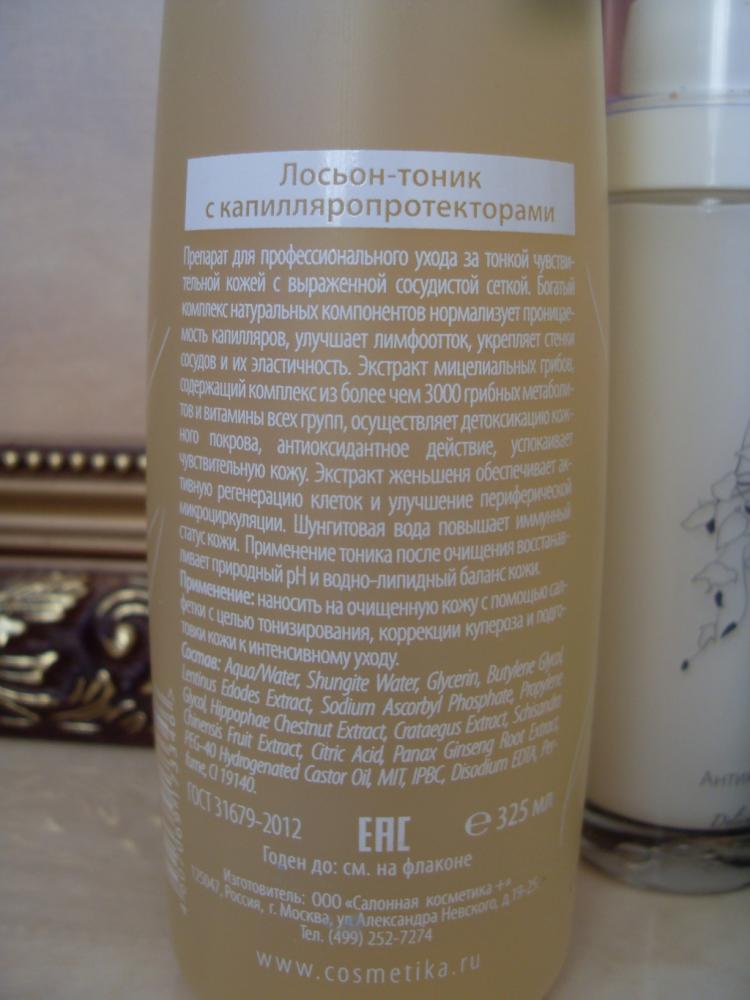 Лосьон-тоник
с капилляропротекторами
Препарат для профессионального ухода за тонкой чувстви-
тельной кожей с выраженной сосудистой сеткой. Богатый
комплекс натуральных компонентов нормализует проницае-
мость капилляров, улучшает лимфоотток, укрепляет стенки
сосудов и их эластичность. Экстракт мицелиальных грибов,
содержащий комплекс из более чем 3000 грибных метаболи-
тов и витамины всех групп, осуществляет детоксикацию кож-
ного покрова, антиоксидантное действие, успокаивает
чувствительную кожу. Экстракт женьшеня обеспечивает ак-
тивную регенерацию клеток и улучшение периферической
микроциркуляции. Шунгитовая вода повышает иммунный
статус кожи. Применение тоника после очищения восстанав-
ливает природный pH и водно-липидный баланс кожи.
Применение: наносить на очищенную кожу с помощью сал-
фетки с целью тонизирования, коррекции купероза и подго-
товки кожи к интенсивному уходу.
Состав: Aqua/Water, Shungite Water, Glycerin, Butylene Glycol,
Lentinus Edodes Extract, Sodium Ascorbyl Phosphate, Propylene
Glycol, Hippophae Chestnut Extract, Crataegus Extract, Schisandra
Chinensis Fruit Extract, Citric Acid, Panax Ginseng Root Extract,
PEG-40 Hydrogenated Castor Oil, MIT, IPBC, Disodium EDTA, Per-
fume, CI 19140.
ГОСТ 31679-2012
EAC
℮ 325 мл
Годен до: см. на флаконе
Изготовитель: ООО «Салонная косметика +»
125047, Россия, г. Москва, ул. Александра Невского, д.19-25.
Тел. (499) 252-7274
www.cosmetika.ru